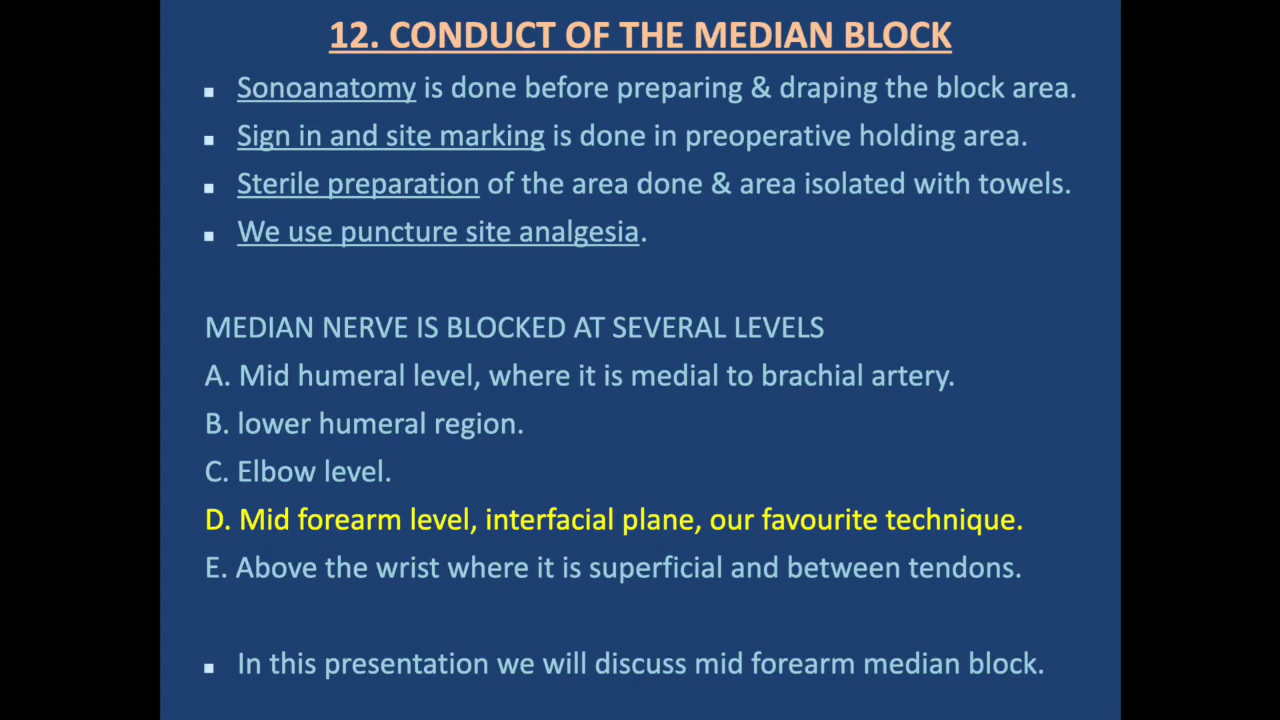 12. CONDUCT OF THE MEDIAN BLOCK
▪ Sonoanatomy is done before preparing & draping the block area.
▪ Sign in and site marking is done in preoperative holding area.
▪ Sterile preparation of the area done & area isolated with towels.
▪ We use puncture site analgesia.
MEDIAN NERVE IS BLOCKED AT SEVERAL LEVELS
A. Mid humeral level, where it is medial to brachial artery.
B. lower humeral region.
C. Elbow level.
D. Mid forearm level, interfacial plane, our favourite technique.
E. Above the wrist where it is superficial and between tendons.
▪ In this presentation we will discuss mid forearm median block.